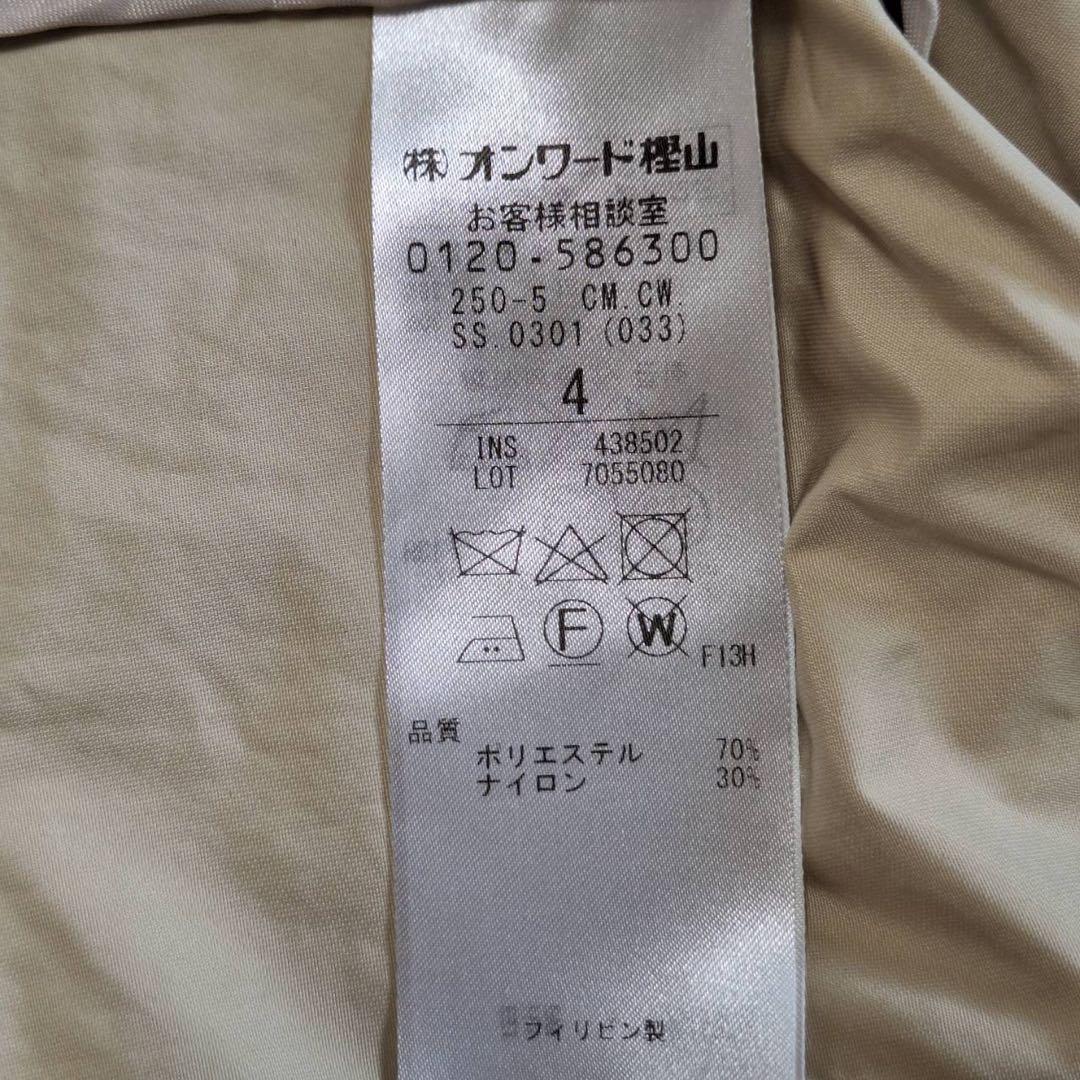 (株)オンワード樫山
お客様相談室
0120-586300
250-5 CM.CW.
SS.0301(033)
4
INS 438502
LOT 7055080
F W F13H
品質
ポリエステル 70%
ナイロン 30%
フィリピン製